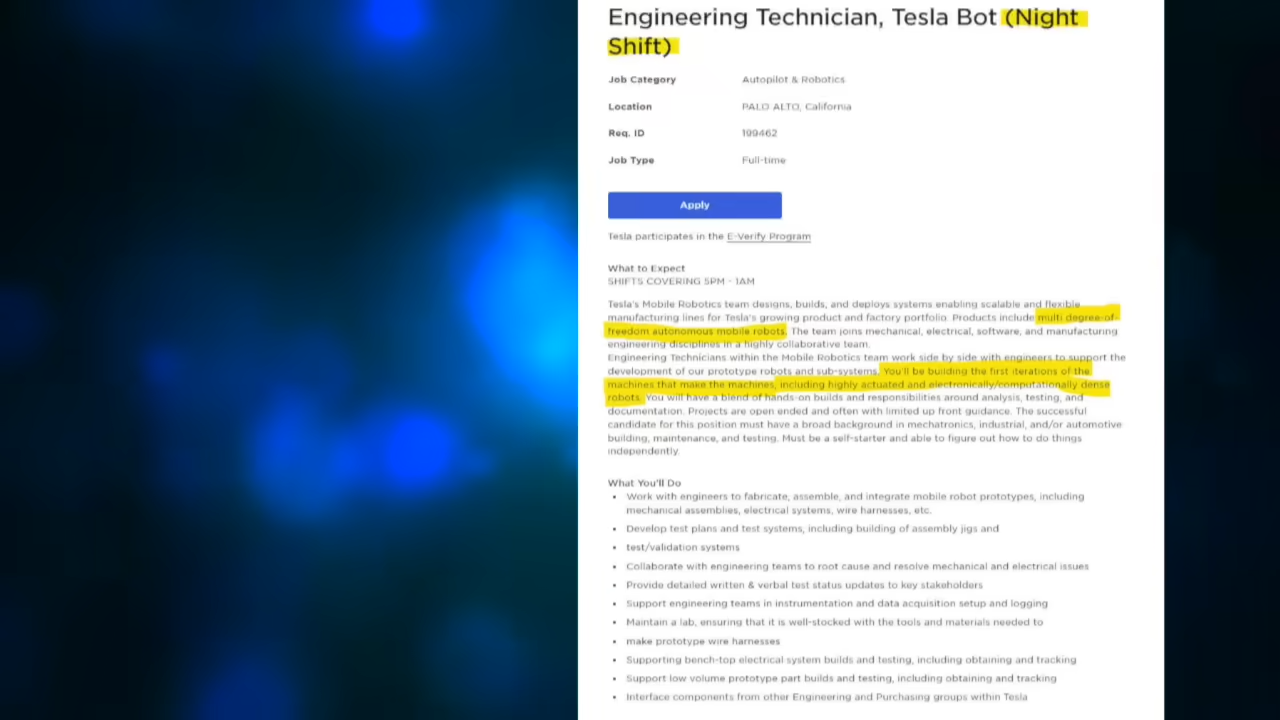 Engineering Technician, Tesla Bot (Night
Shift)
Job Category Autopilot & Robotics
Location PALO ALTO, California
Req. ID 199462
Job Type Full-time
Apply
Tesla participates in the E-Verify Program
What to Expect
SHIFTS COVERING 5PM - 1AM
Tesla's Mobile Robotics team designs, builds, and deploys systems enabling scalable and flexible
manufacturing lines for Tesla's growing product and factory portfolio. Products include multi degree-of-
freedom autonomous mobile robots. The team joins mechanical, electrical, software, and manufacturing
engineering disciplines in a highly collaborative team.
Engineering Technicians within the Mobile Robotics team work side by side with engineers to support the
development of our prototype robots and sub-systems. You'll be building the first iterations of the
machines that make the machines, including highly actuated and electronically/computationally dense
robots. You will have a blend of hands-on builds and responsibilities around analysis, testing, and
documentation. Projects are open ended and often with limited up front guidance. The successful
candidate for this position must have a broad background in mechatronics, industrial, and/or automotive
building, maintenance, and testing. Must be a self-starter and able to figure out how to do things
independently.
What You'll Do
• Work with engineers to fabricate, assemble, and integrate mobile robot prototypes, including
mechanical assemblies, electrical systems, wire harnesses, etc.
• Develop test plans and test systems, including building of assembly jigs and
• test/validation systems
• Collaborate with engineering teams to root cause and resolve mechanical and electrical issues
• Provide detailed written & verbal test status updates to key stakeholders
• Support engineering teams in instrumentation and data acquisition setup and logging
• Maintain a lab, ensuring that it is well-stocked with the tools and materials needed to
• make prototype wire harnesses
• Supporting bench-top electrical system builds and testing, including obtaining and tracking
• Support low volume prototype part builds and testing, including obtaining and tracking
• Interface components from other Engineering and Purchasing groups within Tesla